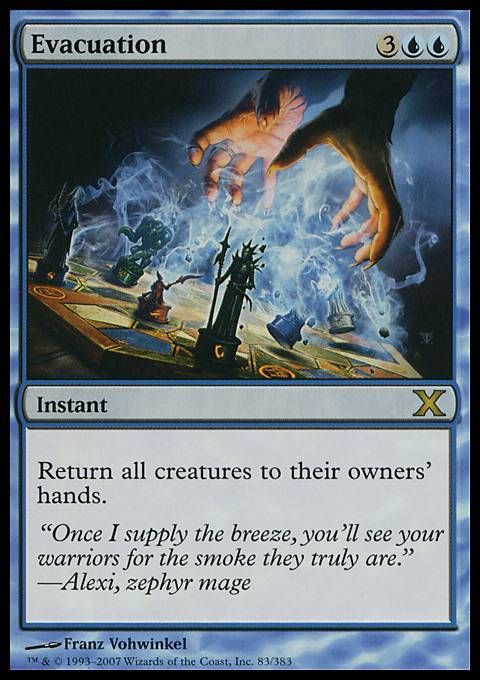 Evacuation 3
Instant X
Return all creatures to their owners'
hands.
“Once I supply the breeze, you'll see your
warriors for the smoke they truly are.”
—Alexi, zephyr mage
Franz Vohwinkel
™ & © 1993–2007 Wizards of the Coast, Inc. 83/383